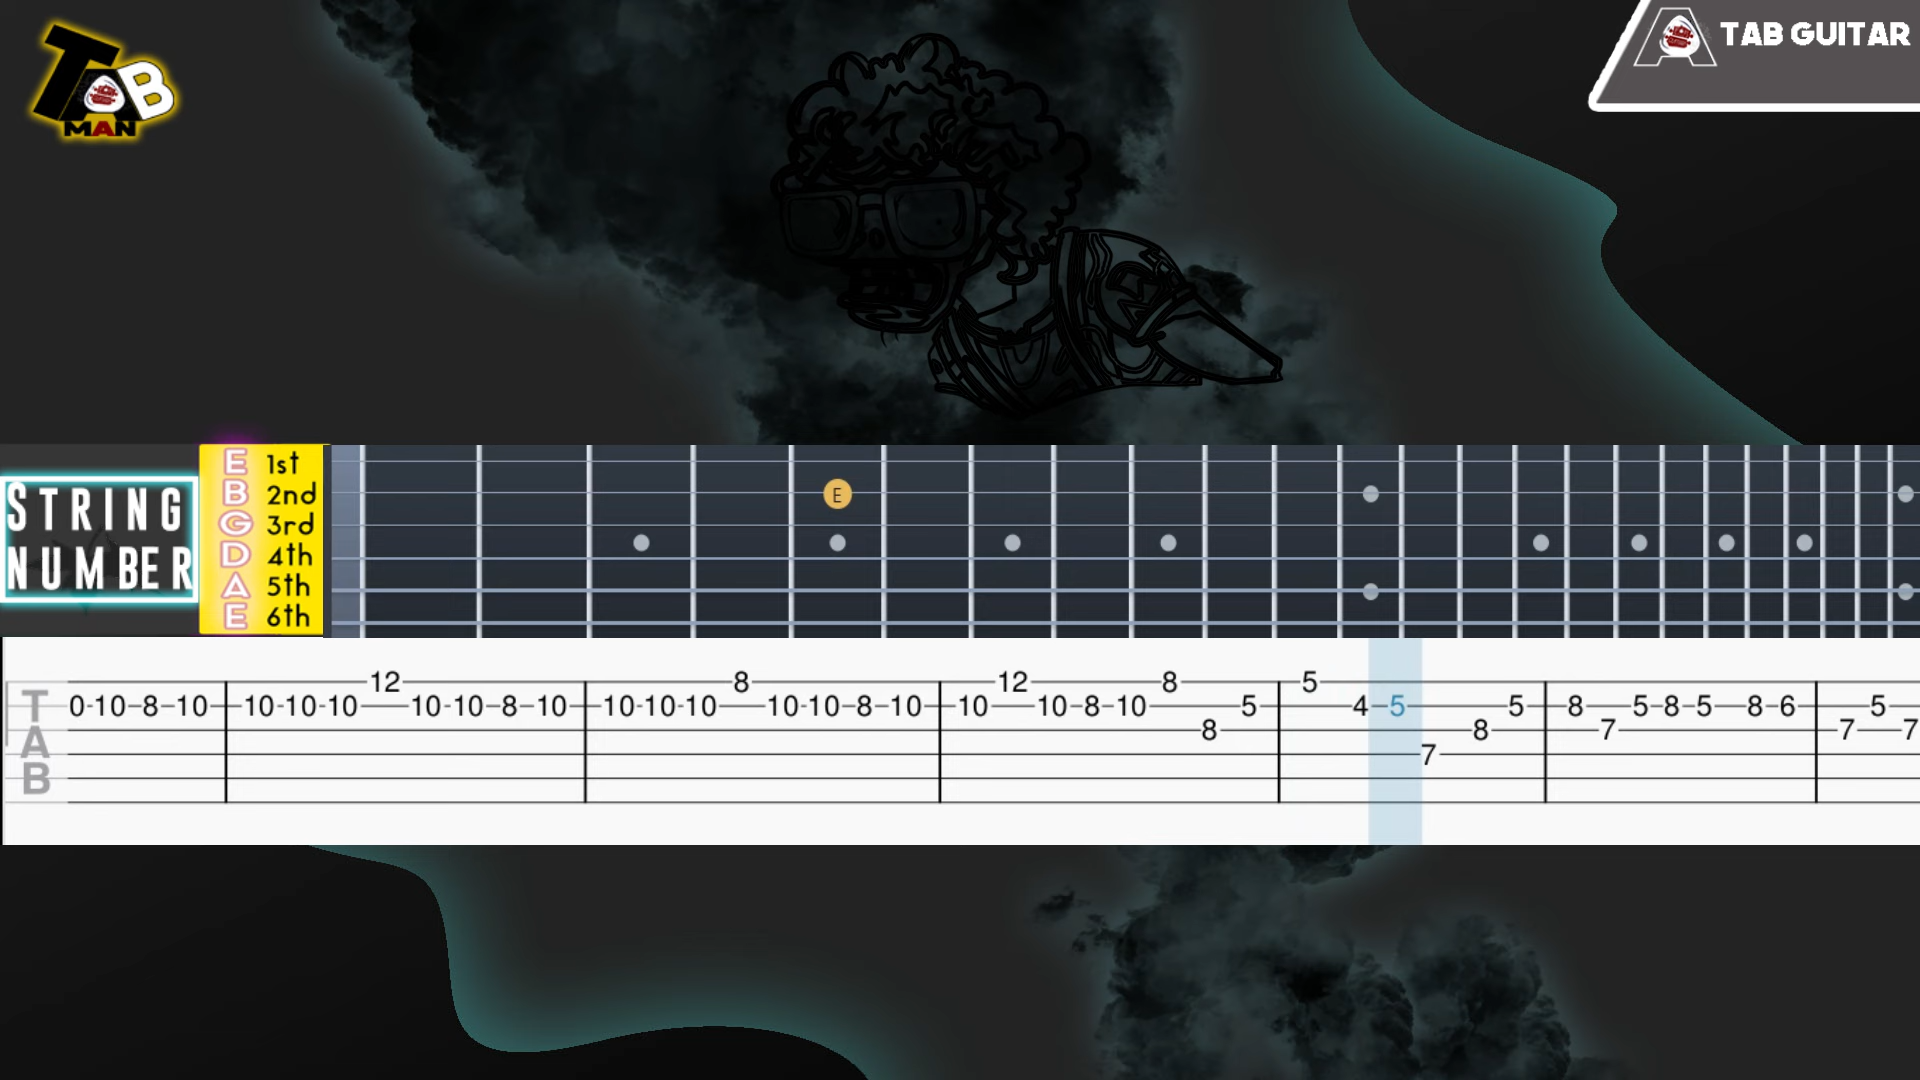 TAB
MAN
A TAB GUITAR
STRING
NUMBER
E 1st
B 2nd
G 3rd
D 4th
A 5th
E 6th
E
12 8 12 8 5
T 0-10-8-10 10-10-10 10-10-8-10 10-10-10 10-10-8-10 10 10-8-10 5 4-5 5 8 5-8-5 8-6 5
A 8 8 7 7 7
7
B